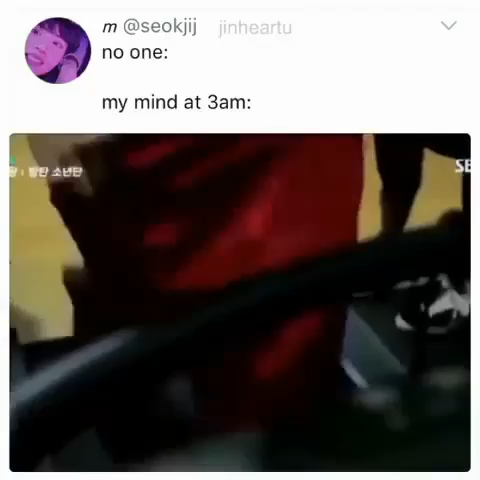 m @seokjij jinheartu
no one:
my mind at 3am:
: 방탄 소년단